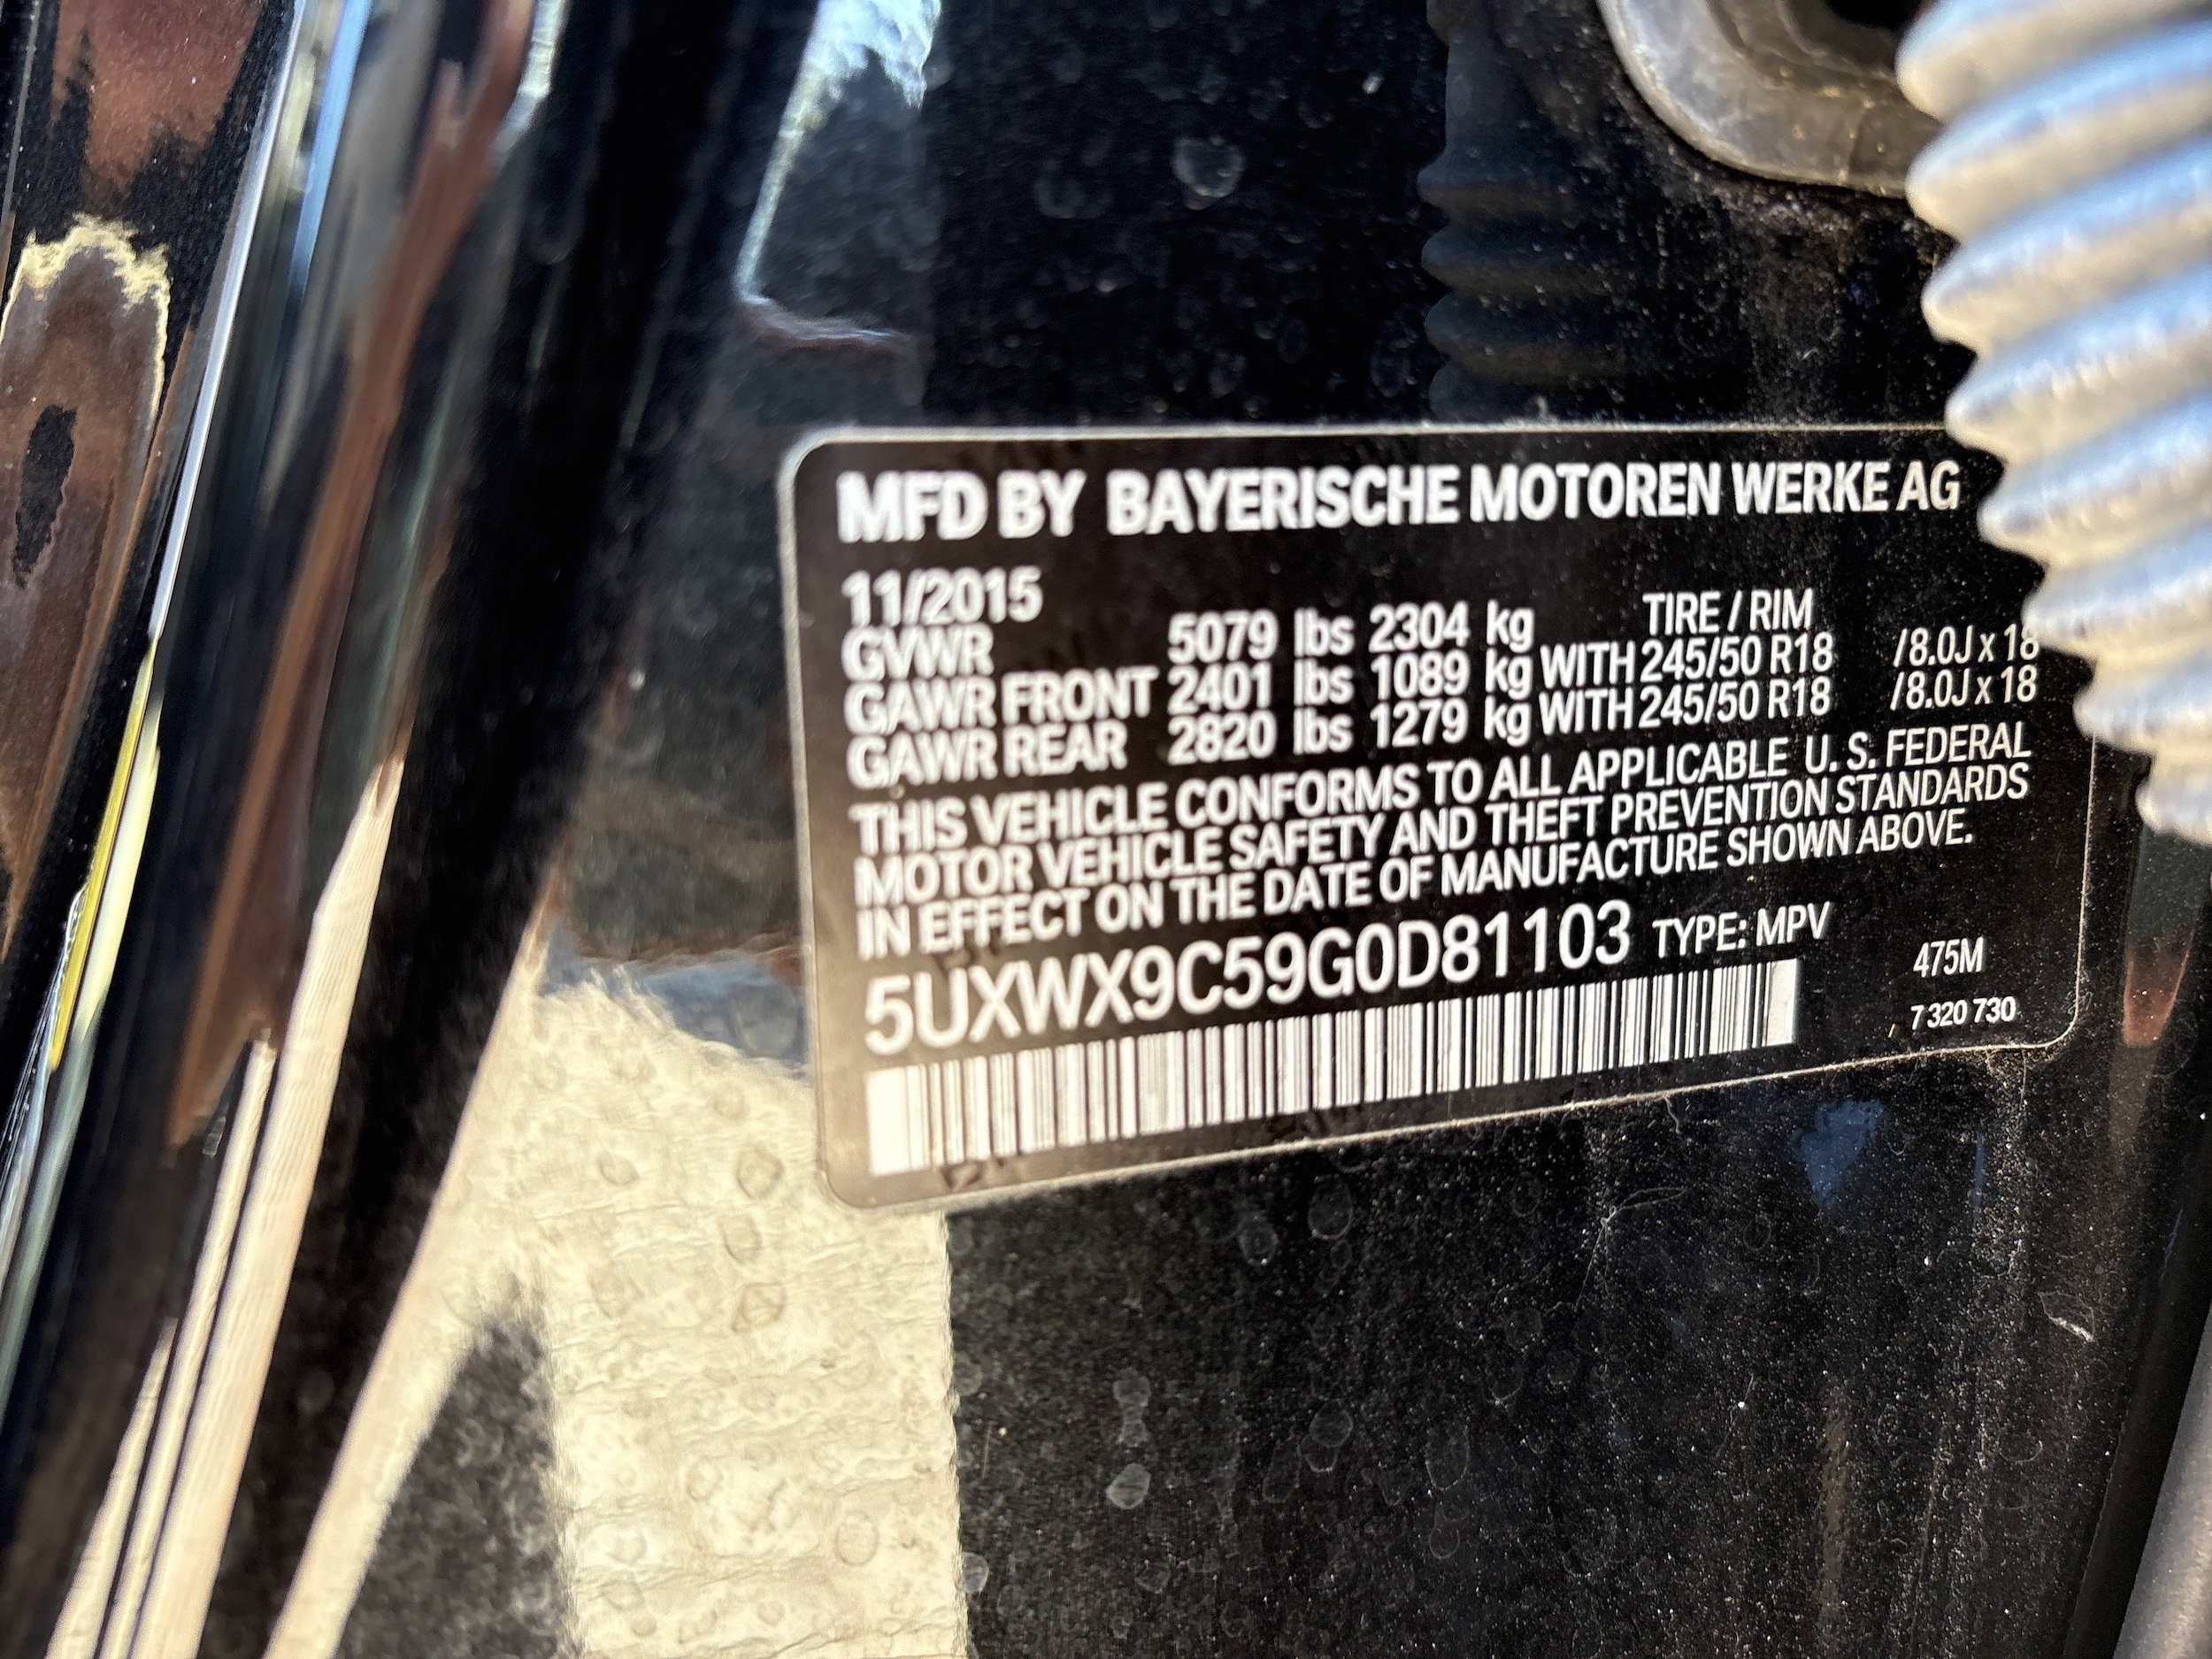 MFD BY BAYERISCHE MOTOREN WERKE AG
11/2015 TIRE / RIM
GVWR 5079 lbs 2304 kg
GAWR FRONT 2401 lbs 1089 kg WITH 245/50 R18 /8.0J x 18
GAWR REAR 2820 lbs 1279 kg WITH 245/50 R18 /8.0J x 18
THIS VEHICLE CONFORMS TO ALL APPLICABLE U. S. FEDERAL
MOTOR VEHICLE SAFETY AND THEFT PREVENTION STANDARDS
IN EFFECT ON THE DATE OF MANUFACTURE SHOWN ABOVE.
5UXWX9C59G0D81103 TYPE: MPV
475M
7 320 730